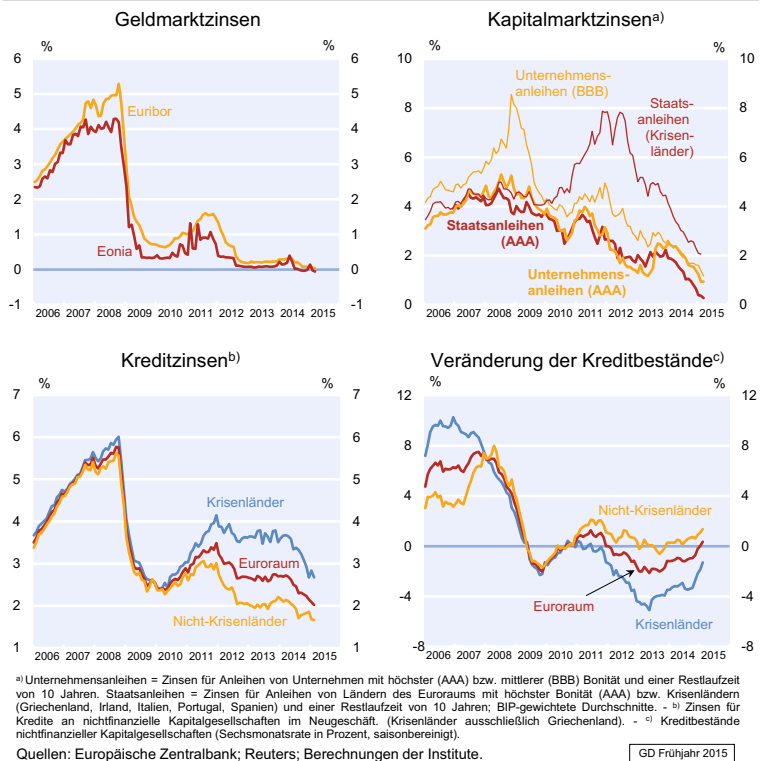 Geldmarktzinsen
% %
6 6
5 5
4 4
3 3
2 2
1 1
0 0
-1 -1
Euribor
Eonia
2006 2007 2008 2009 2010 2011 2012 2013 2014 2015
Kapitalmarktzinsen a)
% %
10 10
8 8
6 6
4 4
2 2
0 0
Unternehmens-
anleihen (BBB)
Staats-
anleihen
(Krisen-
länder)
Staatsanleihen
(AAA)
Unternehmens-
anleihen (AAA)
2006 2007 2008 2009 2010 2011 2012 2013 2014 2015
Kreditzinsen b)
% %
7 7
6 6
5 5
4 4
3 3
2 2
1 1
Krisenländer
Euroraum
Nicht-Krisenländer
2006 2007 2008 2009 2010 2011 2012 2013 2014 2015
Veränderung der Kreditbestände c)
% %
12 12
8 8
4 4
0 0
-4 -4
-8 -8
Nicht-Krisenländer
Euroraum
Krisenländer
2006 2007 2008 2009 2010 2011 2012 2013 2014 2015
a) Unternehmensanleihen = Zinsen für Anleihen von Unternehmen mit höchster (AAA) bzw. mittlerer (BBB) Bonität und einer Restlaufzeit
von 10 Jahren. Staatsanleihen = Zinsen für Anleihen von Ländern des Euroraums mit höchster Bonität (AAA) bzw. Krisenländern
(Griechenland, Irland, Italien, Portugal, Spanien) und einer Restlaufzeit von 10 Jahren; BIP-gewichtete Durchschnitte. - b) Zinsen für
Kredite an nichtfinanzielle Kapitalgesellschaften im Neugeschäft. (Krisenländer ausschließlich Griechenland). - c) Kreditbestände
nichtfinanzieller Kapitalgesellschaften (Sechsmonatsrate in Prozent, saisonbereinigt).
Quellen: Europäische Zentralbank; Reuters; Berechnungen der Institute.
GD Frühjahr 2015